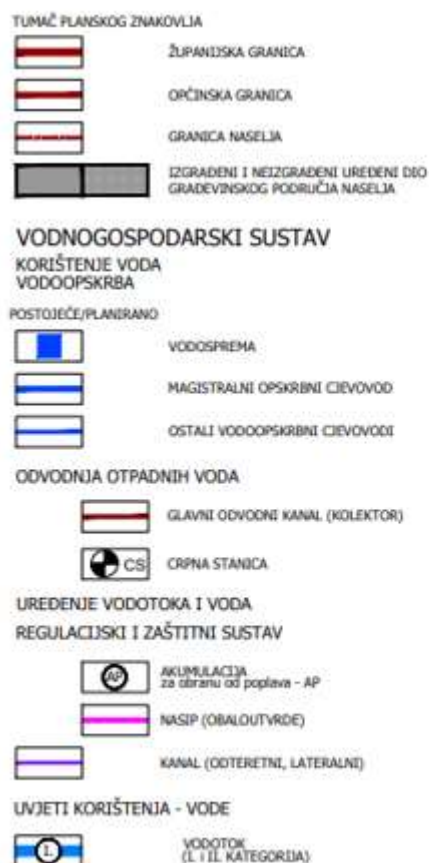 TUMAČ PLANSKOG ZNAKOVLJA
ŽUPANIJSKA GRANICA
OPĆINSKA GRANICA
GRANICA NASELJA
IZGRAĐENI I NEIZGRAĐENI UREĐENI DIO
GRAĐEVINSKOG PODRUČJA NASELJA
VODNOGOSPODARSKI SUSTAV
KORIŠTENJE VODA
VODOOPSKRBA
POSTOJEĆE/PLANIRANO
VODOSPREMA
MAGISTRALNI OPSKRBNI CJEVOVOD
OSTALI VODOOPSKRBNI CJEVOVODI
ODVODNJA OTPADNIH VODA
GLAVNI ODVODNI KANAL (KOLEKTOR)
CS CRPNA STANICA
UREĐENJE VODOTOKA I VODA
REGULACIJSKI I ZAŠTITNI SUSTAV
AP AKUMULACIJA
za obranu od poplava - AP
NASIP (OBALOUTVRDE)
KANAL (ODTERETNI, LATERALNI)
UVJETI KORIŠTENJA - VODE
I. VODOTOK
(I. i II. KATEGORIJA)